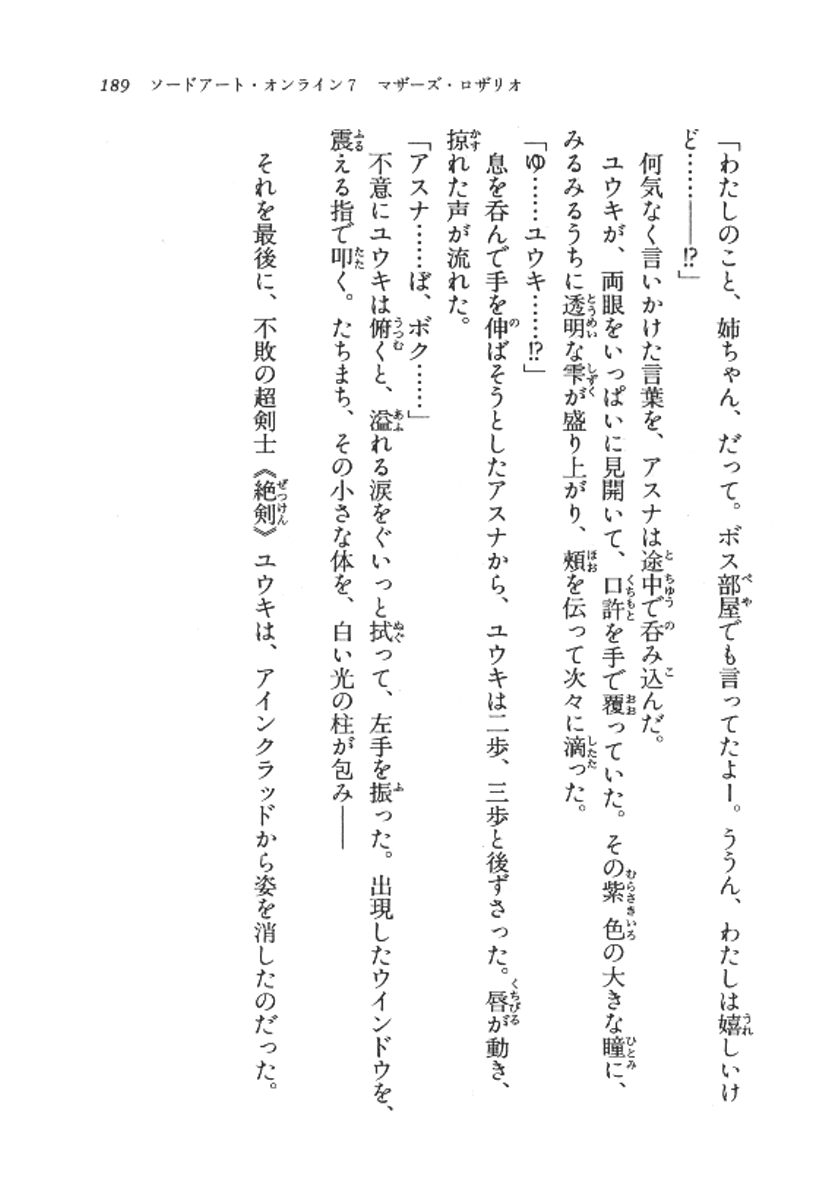 189　ソードアート・オンライン7　マザーズ・ロザリオ
「わたしのこと、姉ちゃん、だって。ボス部屋でも言ってたよー。ううん、わたしは嬉しいけ
ど……――⁉」
何気なく言いかけた言葉を、アスナは途中で呑み込んだ。
ユウキが、両眼をいっぱいに見開いて、口許を手で覆っていた。その紫色の大きな瞳に、
みるみるうちに透明な雫が盛り上がり、頰を伝って次々に滴った。
「ゆ……ユウキ……⁉」
息を呑んで手を伸ばそうとしたアスナから、ユウキは二歩、三歩と後ずさった。唇が動き、
掠れた声が流れた。
「アスナ……ぼ、ボク……」
不意にユウキは俯くと、溢れる涙をぐいっと拭って、左手を振った。出現したウインドウを、
震える指で叩く。たちまち、その小さな体を、白い光の柱が包み――
それを最後に、不敗の超剣士《絶剣》ユウキは、アインクラッドから姿を消したのだった。